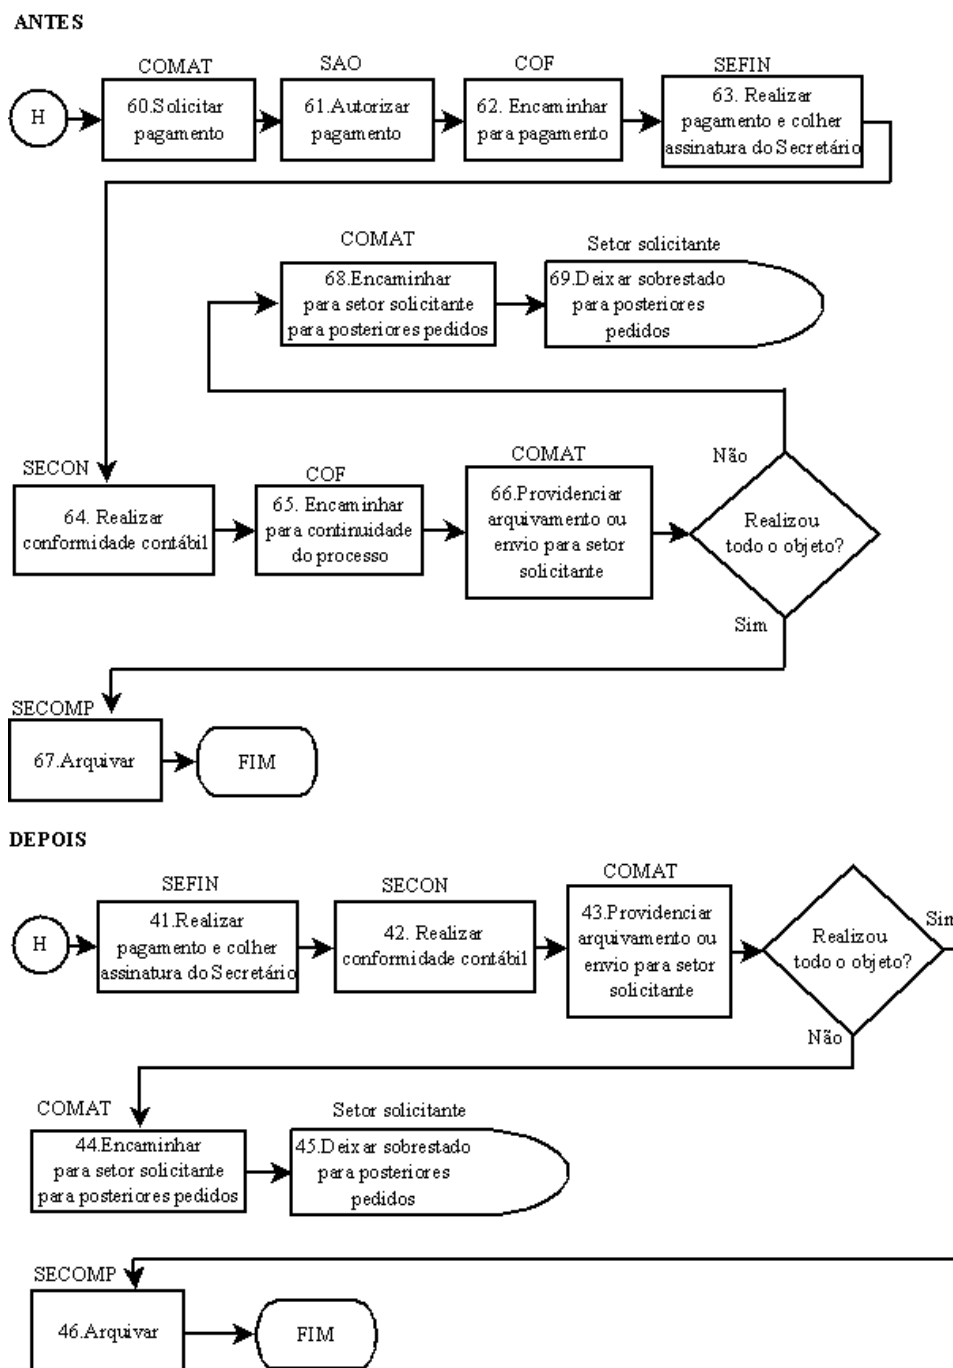 ANTES
COMAT
SAO
COF
SEFIN
H
60.Solicitar
pagamento
61.Autorizar
pagamento
62. Encaminhar
para pagamento
63. Realizar
pagamento e colher
assinatura do Secretário
COMAT
Setor solicitante
68.Encaminhar
para setor solicitante
para posteriores pedidos
69.Deixar sobrestado
para posteriores
pedidos
SECON
COF
COMAT
Não
64. Realizar
conformidade contábil
65. Encaminhar
para continuidade
do processo
66.Providenciar
arquivamento ou
envio para setor
solicitante
Realizou
todo o objeto?
Sim
SECOMP
67.Arquivar
FIM
DEPOIS
SEFIN
SECON
COMAT
H
41.Realizar
pagamento e colher
assinatura do Secretário
42. Realizar
conformidade contábil
43.Providenciar
arquivamento ou
envio para setor
solicitante
Realizou
todo o objeto?
Sim
Não
COMAT
Setor solicitante
44.Encaminhar
para setor solicitante
para posteriores pedidos
45.Deixar sobrestado
para posteriores
pedidos
SECOMP
46.Arquivar
FIM